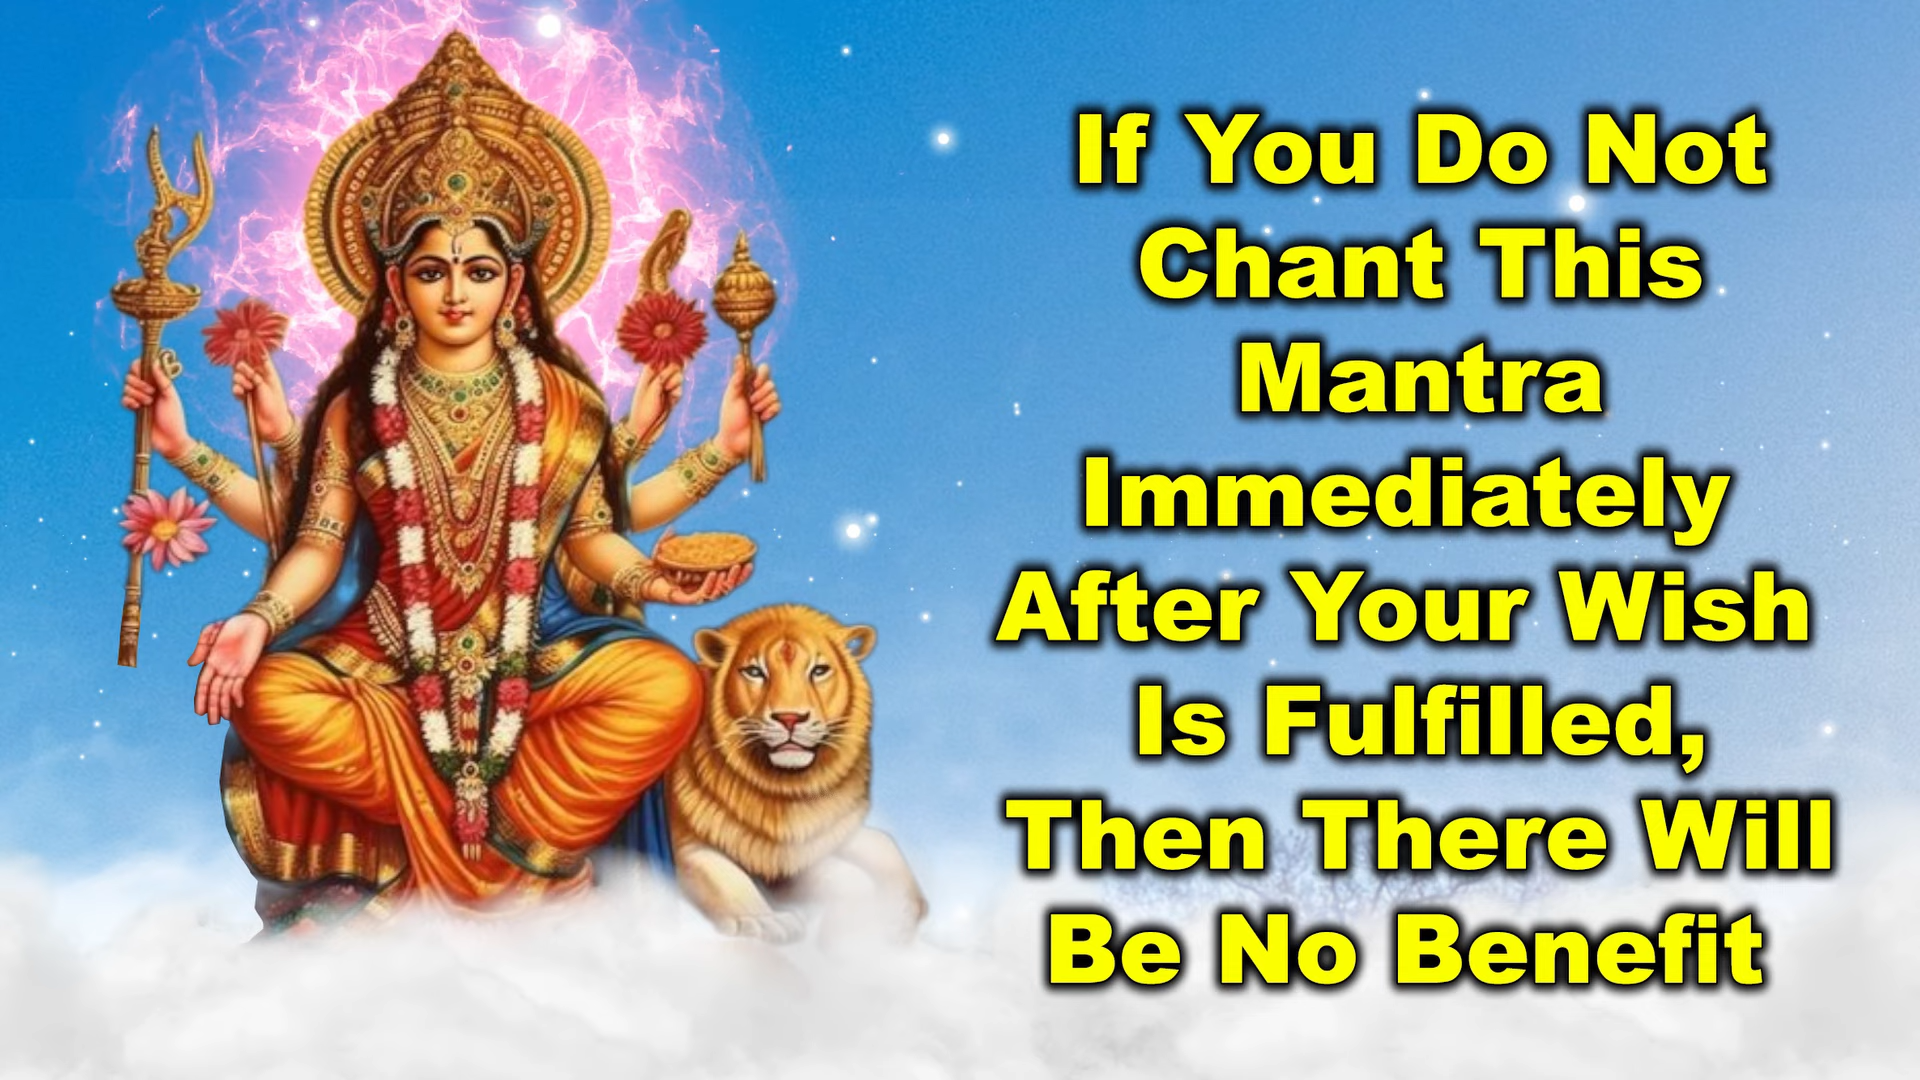 If You Do Not
Chant This
Mantra
Immediately
After Your Wish
Is Fulfilled,
Then There Will
Be No Benefit